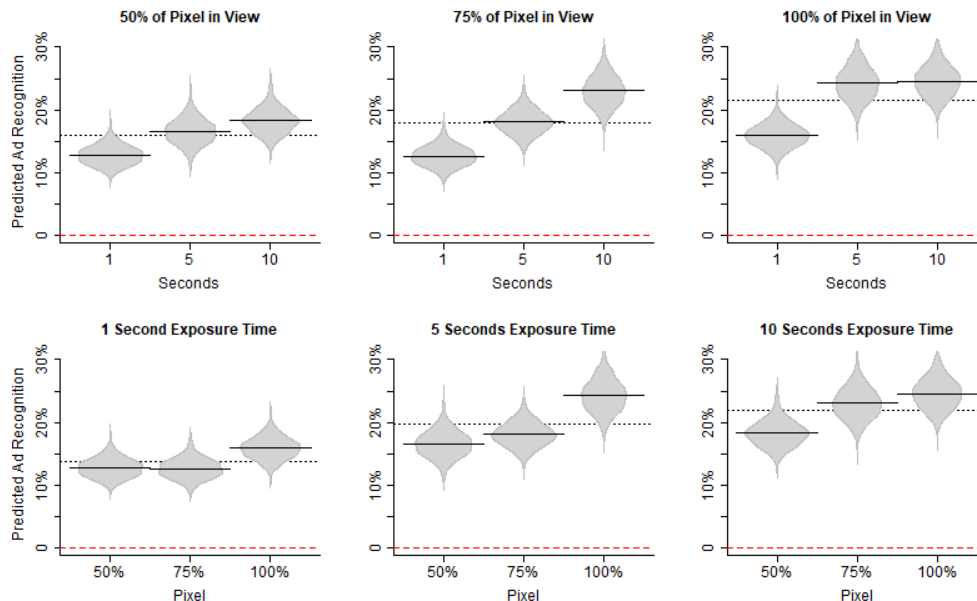 50% of Pixel in View
75% of Pixel in View
100% of Pixel in View
Predicted Ad Recognition
30%
20%
10%
0
30%
20%
10%
0
30%
20%
10%
0
1 5 10
1 5 10
1 5 10
Seconds
Seconds
Seconds
1 Second Exposure Time
5 Seconds Exposure Time
10 Seconds Exposure Time
Predicted Ad Recognition
30%
20%
10%
0
30%
20%
10%
0
30%
20%
10%
0
50% 75% 100%
50% 75% 100%
50% 75% 100%
Pixel
Pixel
Pixel